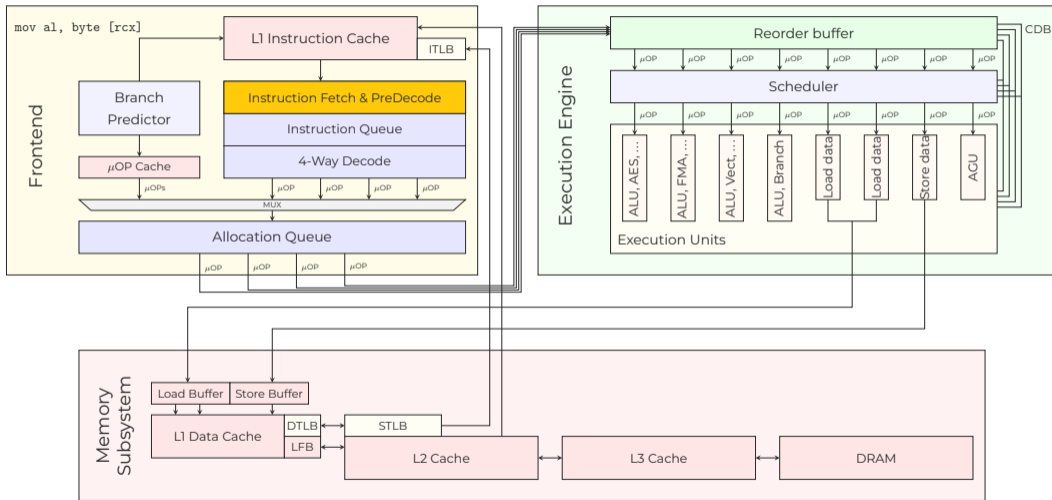 mov al, byte [rcx]
Frontend
L1 Instruction Cache
ITLB
Branch
Predictor
Instruction Fetch & PreDecode
Instruction Queue
4-Way Decode
μOP Cache
μOPs
μOP
μOP
μOP
μOP
MUX
Allocation Queue
μOP
μOP
μOP
μOP
Execution Engine
Reorder buffer
CDB
μOP
μOP
μOP
μOP
μOP
μOP
μOP
μOP
Scheduler
μOP
μOP
μOP
μOP
μOP
μOP
μOP
μOP
ALU, AES, ...
ALU, FMA, ...
ALU, Vect, ...
ALU, Branch
Load data
Load data
Store data
AGU
Execution Units
Memory
Subsystem
Load Buffer
Store Buffer
L1 Data Cache
DTLB
LFB
STLB
L2 Cache
L3 Cache
DRAM